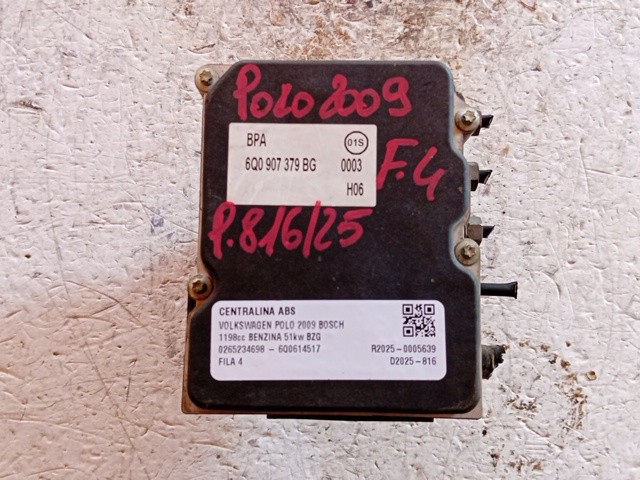 POLO 2009
BPA 01S
6Q0 907 379 BG 0003
H06
F.4
P.816/25
CENTRALINA ABS
VOLKSWAGEN POLO 2009 BOSCH
1198cc BENZINA 51kw BZG
0265234698 - 6Q0614517 R2025-0005639
FILA 4 D2025-816